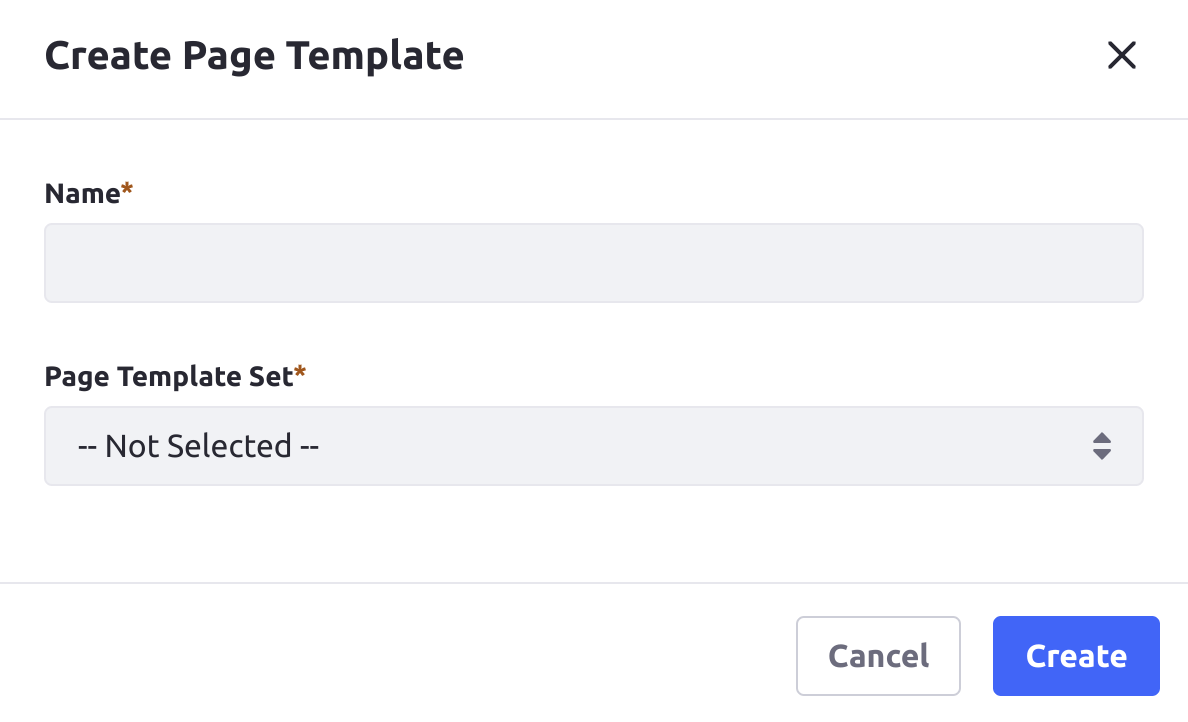 Create Page Template
Name*
Page Template Set*
-- Not Selected --
Cancel
Create